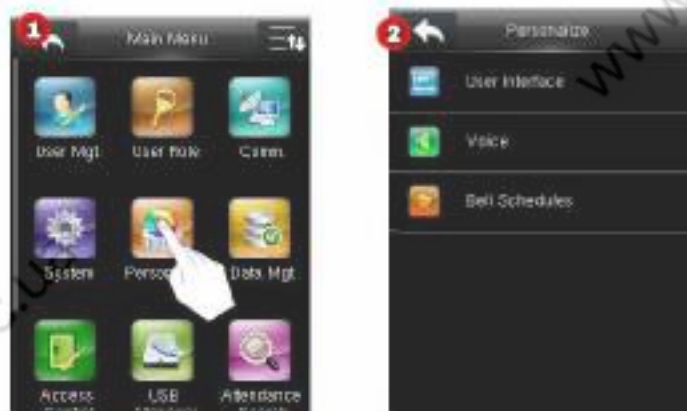 1
Main Menu
User Mgt.
User Role
Comm.
System
Data Mgt.
Access
USB
Attendance
2
Personalize
User Interface
Voice
Bell Schedules